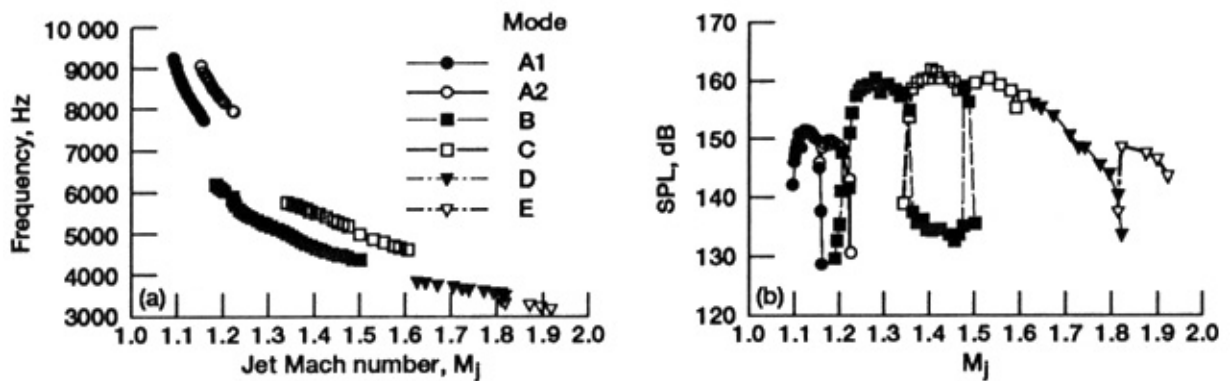 10 000
9000
8000
7000
6000
5000
4000
3000
Frequency, Hz
(a)
1.0 1.1 1.2 1.3 1.4 1.5 1.6 1.7 1.8 1.9 2.0
Jet Mach number, Mj
Mode
A1
A2
B
C
D
E
170
160
150
140
130
120
SPL, dB
(b)
1.0 1.1 1.2 1.3 1.4 1.5 1.6 1.7 1.8 1.9 2.0
Mj